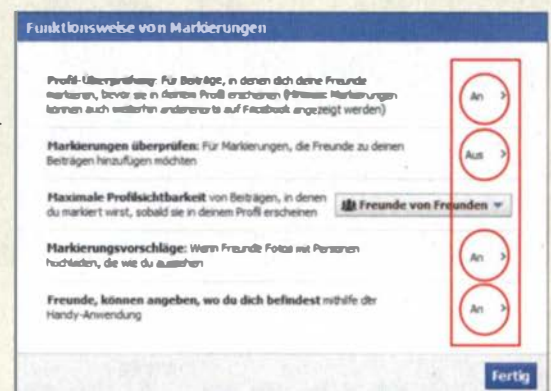 Funktionsweise von Markierungen
Profil-Überprüfung: Für Beiträge, in denen dich deine Freunde
markieren, bevor sie in deinem Profil erscheinen (Hinweis: Markierungen
können auch weiterhin andernorts auf Facebook angezeigt werden)
An >
Markierungen überprüfen: Für Markierungen, die Freunde zu deinen
Beiträgen hinzufügen möchten
Aus >
Maximale Profilsichtbarkeit von Beiträgen, in denen
du markiert wirst, sobald sie in deinem Profil erscheinen
Freunde von Freunden
Markierungsvorschläge: Wenn Freunde Fotos mit Personen
hochladen, die wie du aussehen
An >
Freunde, können angeben, wo du dich befindest mithilfe der
Handy-Anwendung
An >
Fertig